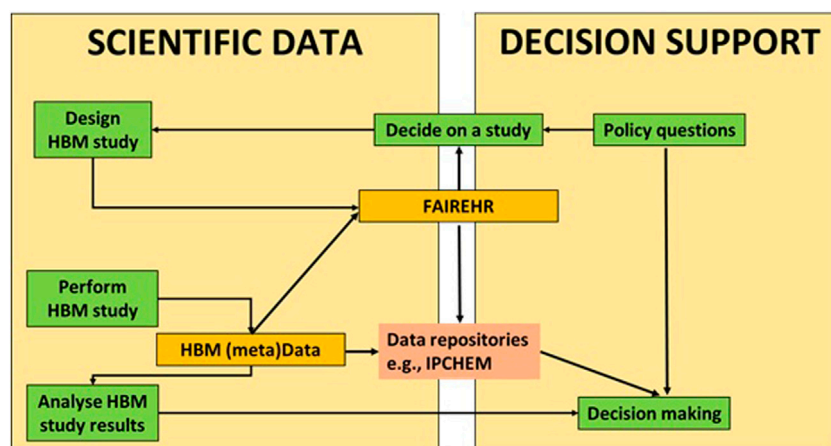 SCIENTIFIC DATA
DECISION SUPPORT
Design
HBM study
Decide on a study
Policy questions
FAIREHR
Perform
HBM study
HBM (meta)Data
Data repositories
e.g., IPCHEM
Analyse HBM
study results
Decision making